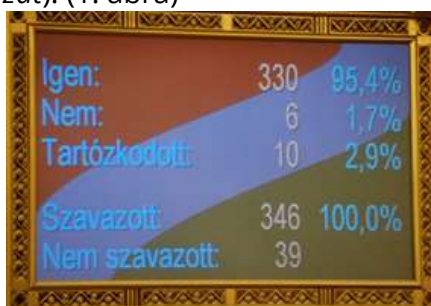 Igen: 330 95,4%
Nem: 6 1,7%
Tartózkodott: 10 2,9%
Szavazott: 346 100,0%
Nem szavazott: 39